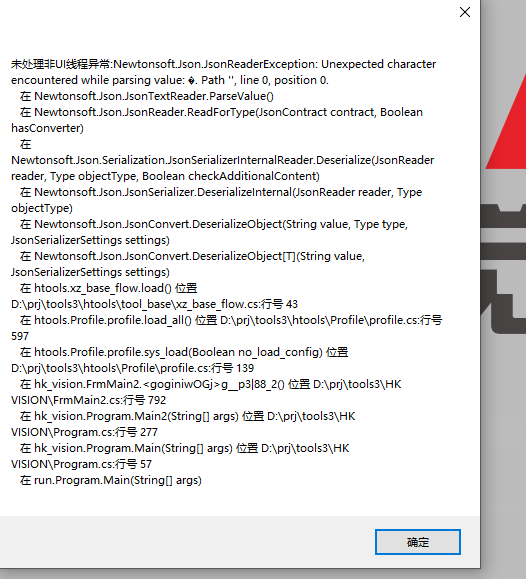 未处理非UI线程异常:Newtonsoft.Json.JsonReaderException: Unexpected character
encountered while parsing value: �. Path '', line 0, position 0.
在 Newtonsoft.Json.JsonTextReader.ParseValue()
在 Newtonsoft.Json.JsonReader.ReadForType(JsonContract contract, Boolean
hasConverter)
在
Newtonsoft.Json.Serialization.JsonSerializerInternalReader.Deserialize(JsonReader
reader, Type objectType, Boolean checkAdditionalContent)
在 Newtonsoft.Json.JsonSerializer.DeserializeInternal(JsonReader reader, Type
objectType)
在 Newtonsoft.Json.JsonConvert.DeserializeObject(String value, Type type,
JsonSerializerSettings settings)
在 Newtonsoft.Json.JsonConvert.DeserializeObject[T](String value,
JsonSerializerSettings settings)
在 htools.xz_base_flow.load() 位置
D:\prj\tools3\htools\tool_base\xz_base_flow.cs:行号 43
在 htools.Profile.profile.load_all() 位置 D:\prj\tools3\htools\Profile\profile.cs:行号
597
在 htools.Profile.profile.sys_load(Boolean no_load_config) 位置
D:\prj\tools3\htools\Profile\profile.cs:行号 139
在 hk_vision.FrmMain2.<goginiwOGj>g__p3|88_2() 位置 D:\prj\tools3\HK
VISION\FrmMain2.cs:行号 792
在 hk_vision.Program.Main2(String[] args) 位置 D:\prj\tools3\HK
VISION\Program.cs:行号 277
在 hk_vision.Program.Main(String[] args) 位置 D:\prj\tools3\HK
VISION\Program.cs:行号 57
在 run.Program.Main(String[] args)
确定